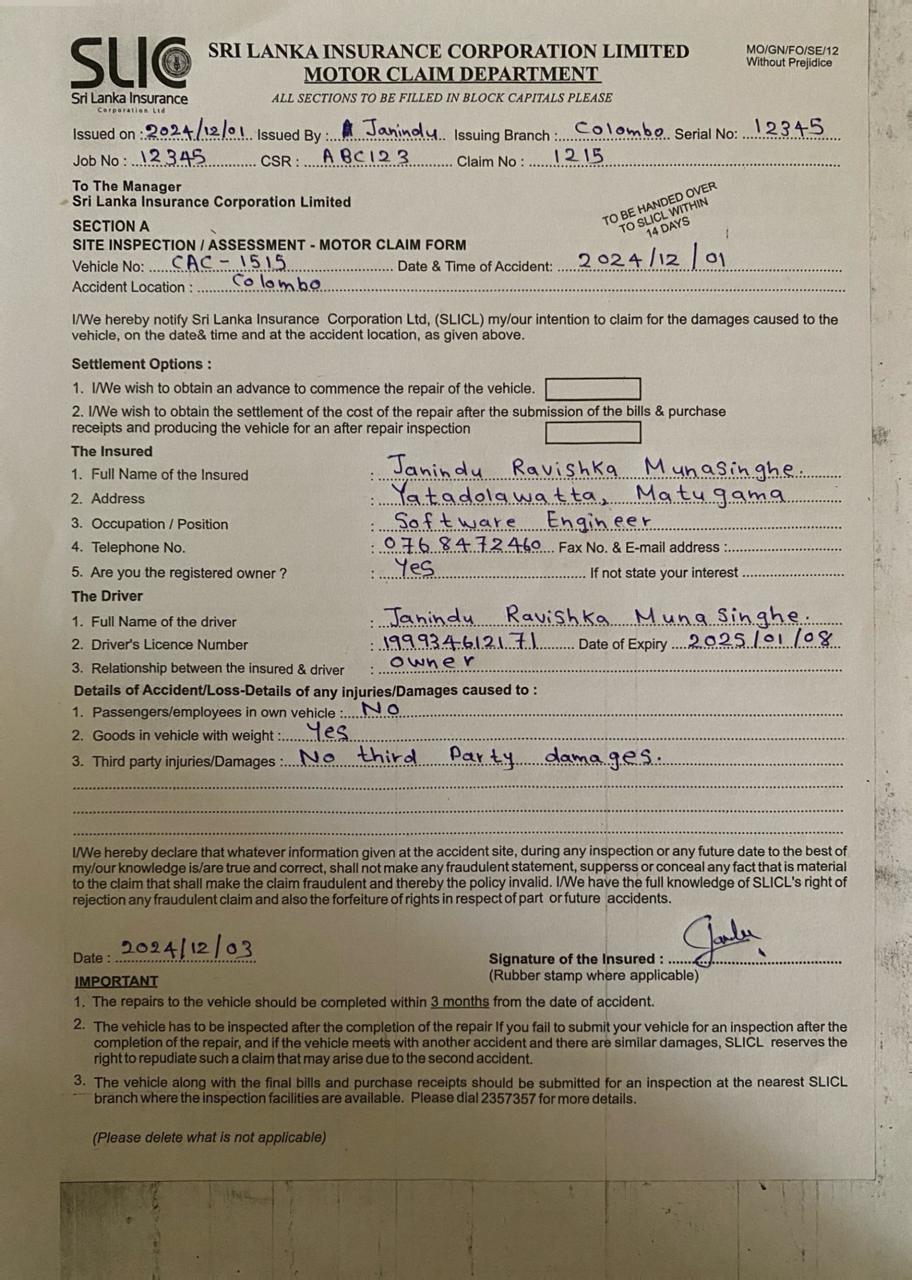 SLIC
Sri Lanka Insurance
Corporation Ltd
SRI LANKA INSURANCE CORPORATION LIMITED
MOTOR CLAIM DEPARTMENT
ALL SECTIONS TO BE FILLED IN BLOCK CAPITALS PLEASE
MO/GN/FO/SE/12
Without Prejidice
Issued on : 2024/12/01 Issued By : Janindu Issuing Branch : Colombo Serial No: 12345
Job No : 12345 CSR : ABC123 Claim No : 1215
To The Manager
Sri Lanka Insurance Corporation Limited
SECTION A
TO BE HANDED OVER
TO SLICL WITHIN
14 DAYS
SITE INSPECTION / ASSESSMENT - MOTOR CLAIM FORM
Vehicle No: CAC - 1515 Date & Time of Accident: 2024/12/01
Accident Location : Colombo
I/We hereby notify Sri Lanka Insurance Corporation Ltd, (SLICL) my/our intention to claim for the damages caused to the
vehicle, on the date& time and at the accident location, as given above.
Settlement Options :
1. I/We wish to obtain an advance to commence the repair of the vehicle.
2. I/We wish to obtain the settlement of the cost of the repair after the submission of the bills & purchase
receipts and producing the vehicle for an after repair inspection
The Insured
1. Full Name of the Insured : Janindu Ravishka Munasinghe.
2. Address : Yatadolawatta, Matugama
3. Occupation / Position : Software Engineer
4. Telephone No. : 0768472460 Fax No. & E-mail address :
5. Are you the registered owner ? : Yes If not state your interest
The Driver
1. Full Name of the driver : Janindu Ravishka Munasinghe.
2. Driver's Licence Number : 199934612171 Date of Expiry 2025/01/08
3. Relationship between the insured & driver : owner
Details of Accident/Loss-Details of any injuries/Damages caused to :
1. Passengers/employees in own vehicle : No
2. Goods in vehicle with weight : Yes
3. Third party injuries/Damages : No third Party damages.
I/We hereby declare that whatever information given at the accident site, during any inspection or any future date to the best of
my/our knowledge is/are true and correct, shall not make any fraudulent statement, supperss or conceal any fact that is material
to the claim that shall make the claim fraudulent and thereby the policy invalid. I/We have the full knowledge of SLICL's right of
rejection any fraudulent claim and also the forfeiture of rights in respect of part or future accidents.
Date : 2024/12/03
Signature of the Insured :
(Rubber stamp where applicable)
IMPORTANT
1. The repairs to the vehicle should be completed within 3 months from the date of accident.
2. The vehicle has to be inspected after the completion of the repair If you fail to submit your vehicle for an inspection after the
completion of the repair, and if the vehicle meets with another accident and there are similar damages, SLICL reserves the
right to repudiate such a claim that may arise due to the second accident.
3. The vehicle along with the final bills and purchase receipts should be submitted for an inspection at the nearest SLICL
branch where the inspection facilities are available. Please dial 2357357 for more details.
(Please delete what is not applicable)